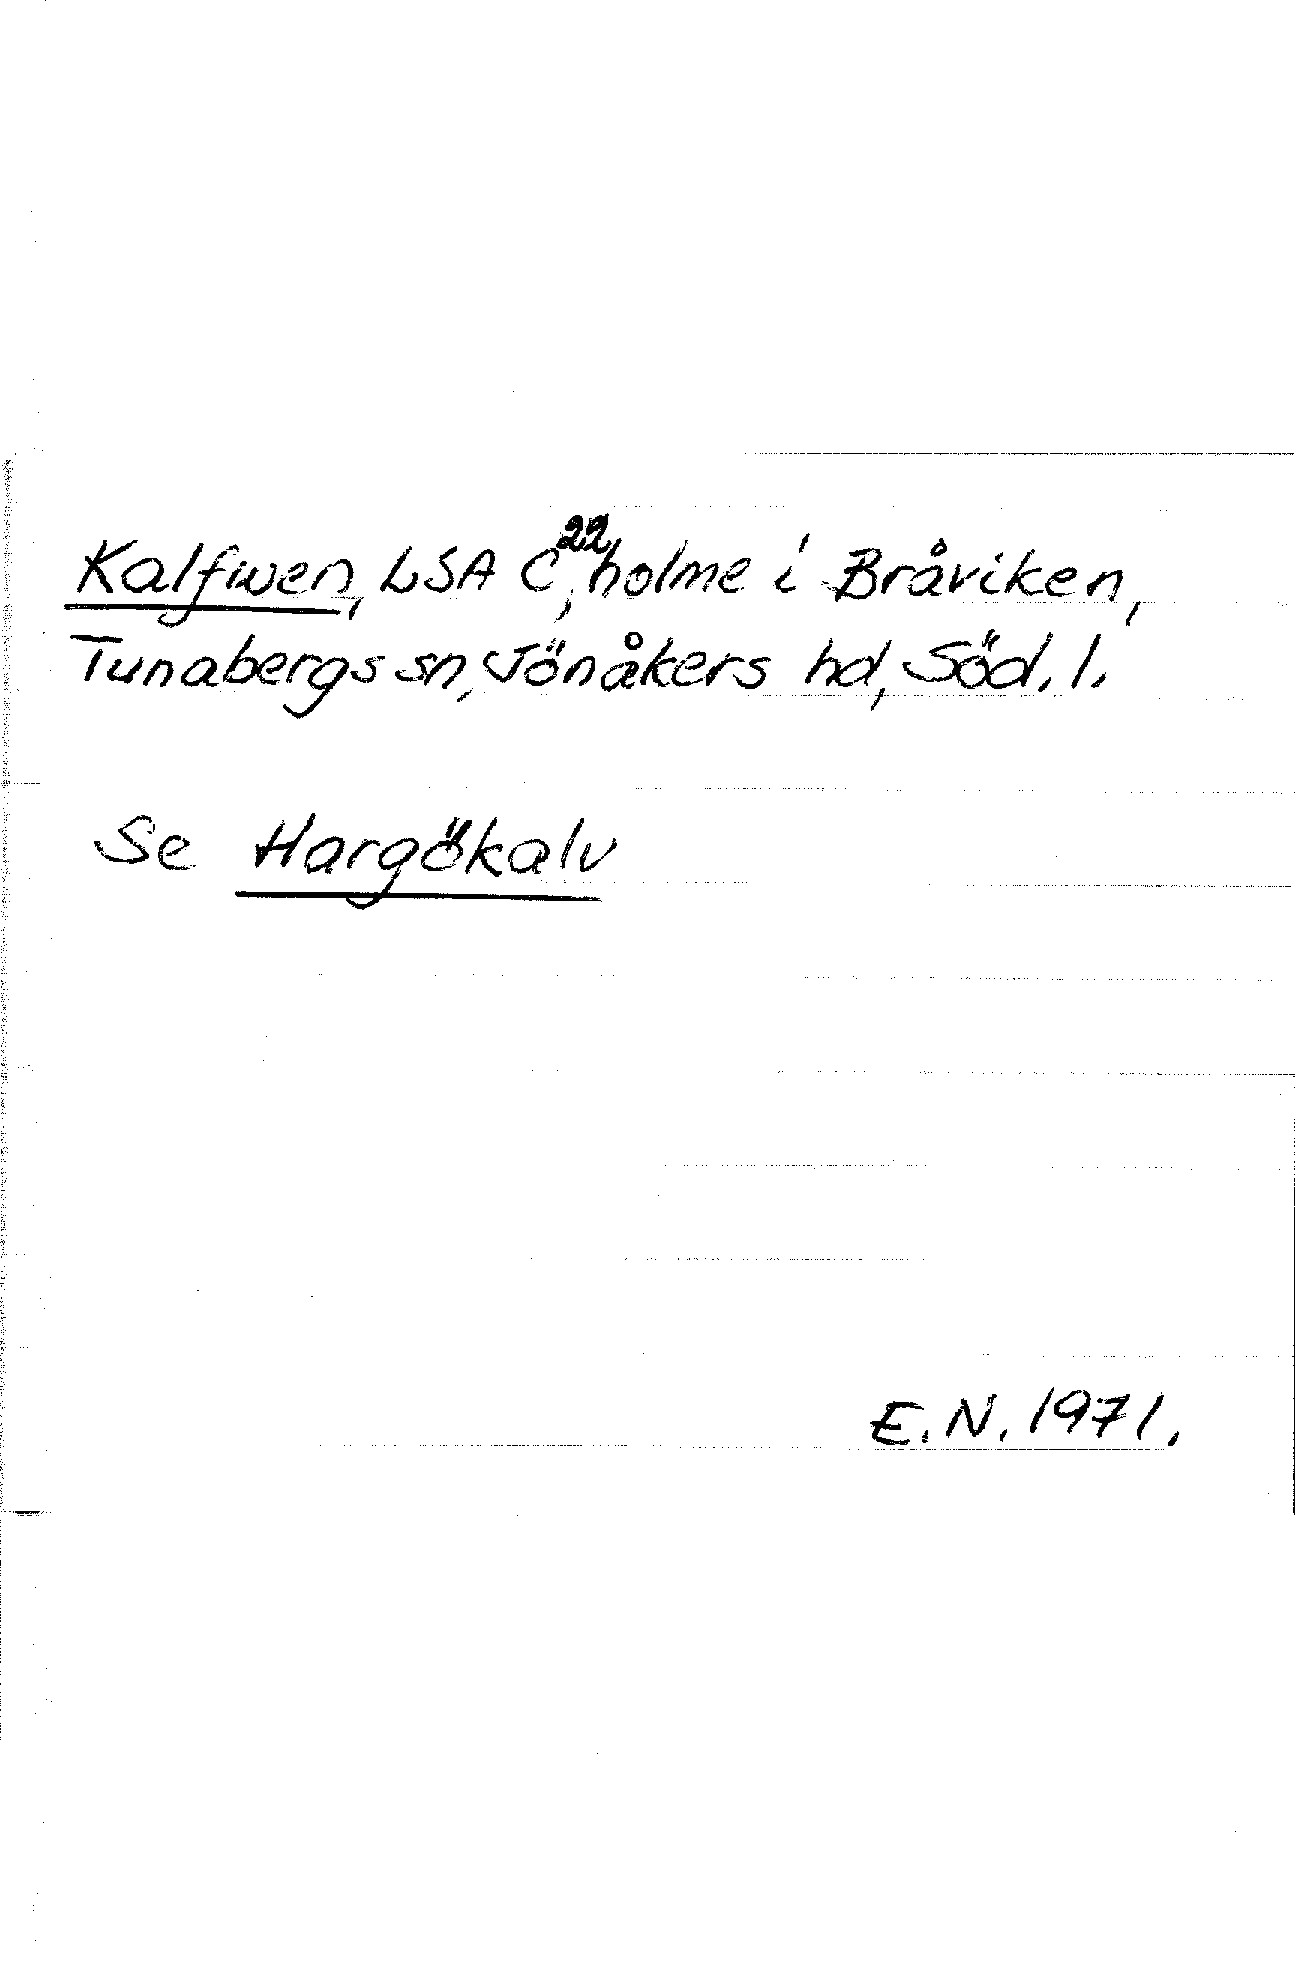 Kalfwen, LSA C²², holme i Bråviken,
Tunabergs sn, Jönåkers hd, Söd. l.
Se Hargökalv
E.N. 1971.